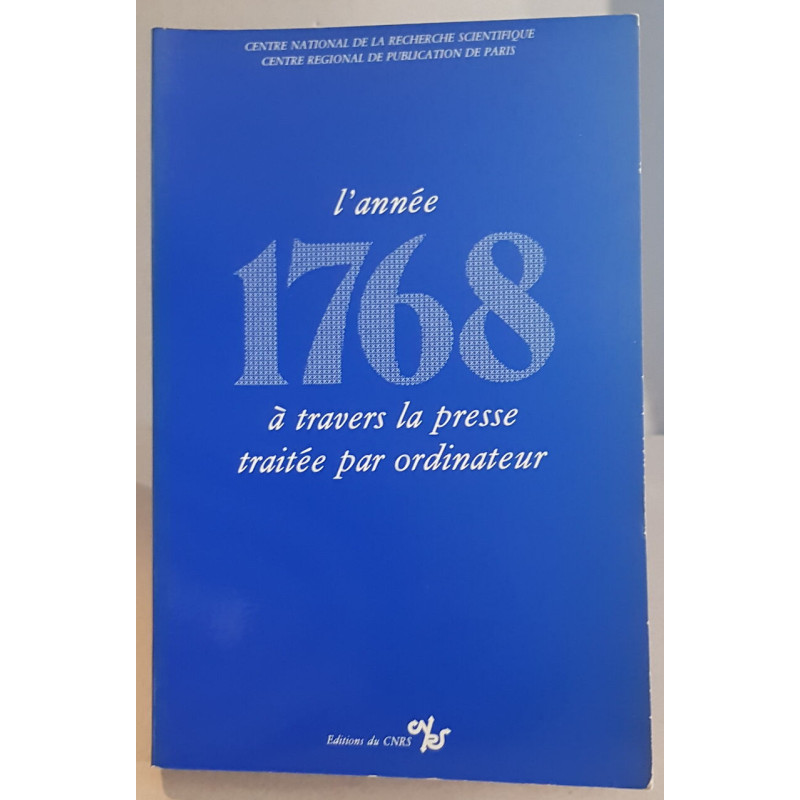 CENTRE NATIONAL DE LA RECHERCHE SCIENTIFIQUE
CENTRE REGIONAL DE PUBLICATION DE PARIS
l'année
1768
à travers la presse
traitée par ordinateur
Editions du CNRS
CNRS